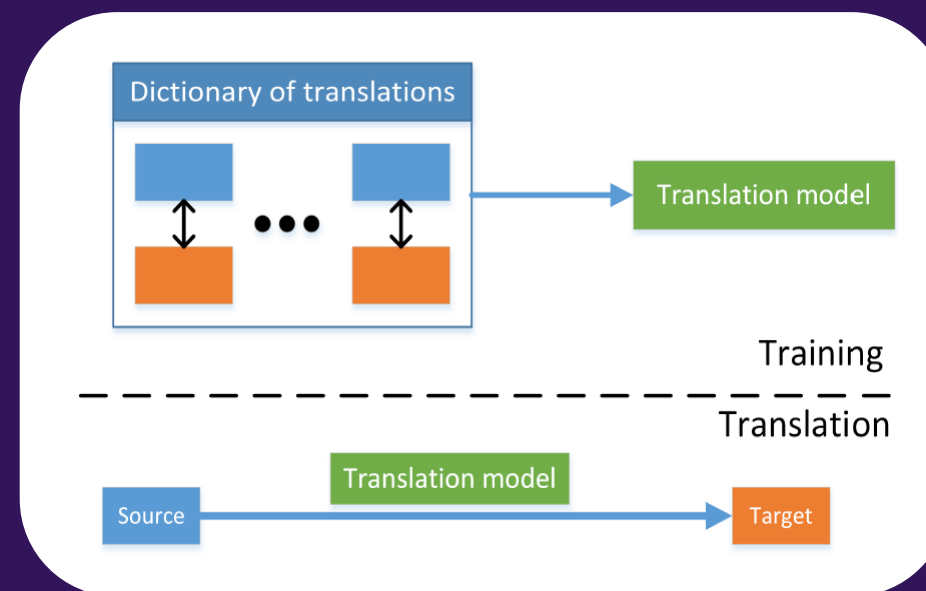 Dictionary of translations
Translation model
Training
Translation
Translation model
Source
Target